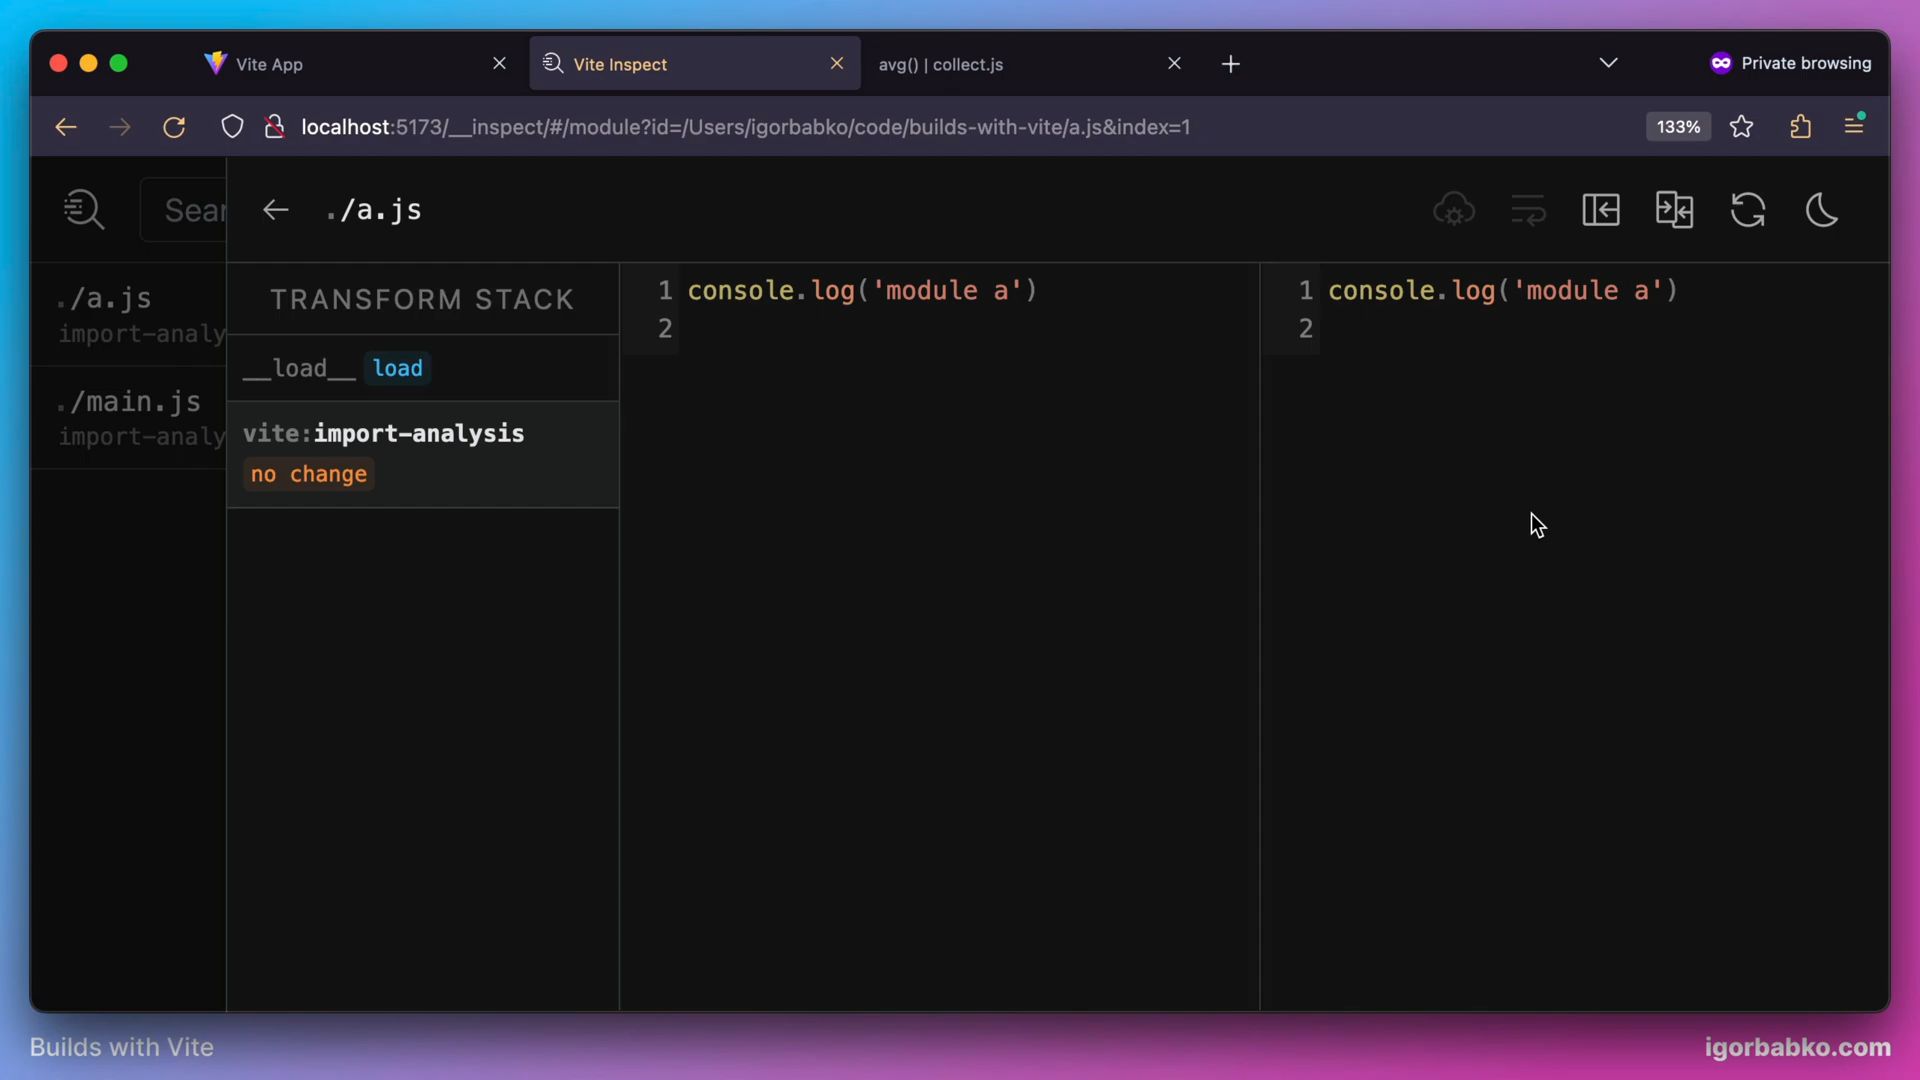 Vite App
Vite Inspect
avg() | collect.js
Private browsing
localhost:5173/__inspect/#/module?id=/Users/igorbabko/code/builds-with-vite/a.js&index=1
133%
Sear
./a.js
./a.js
import-analy
./main.js
import-analy
TRANSFORM STACK
__load__ load
vite:import-analysis
no change
1 console.log('module a')
2
1 console.log('module a')
2
Builds with Vite
igorbabko.com